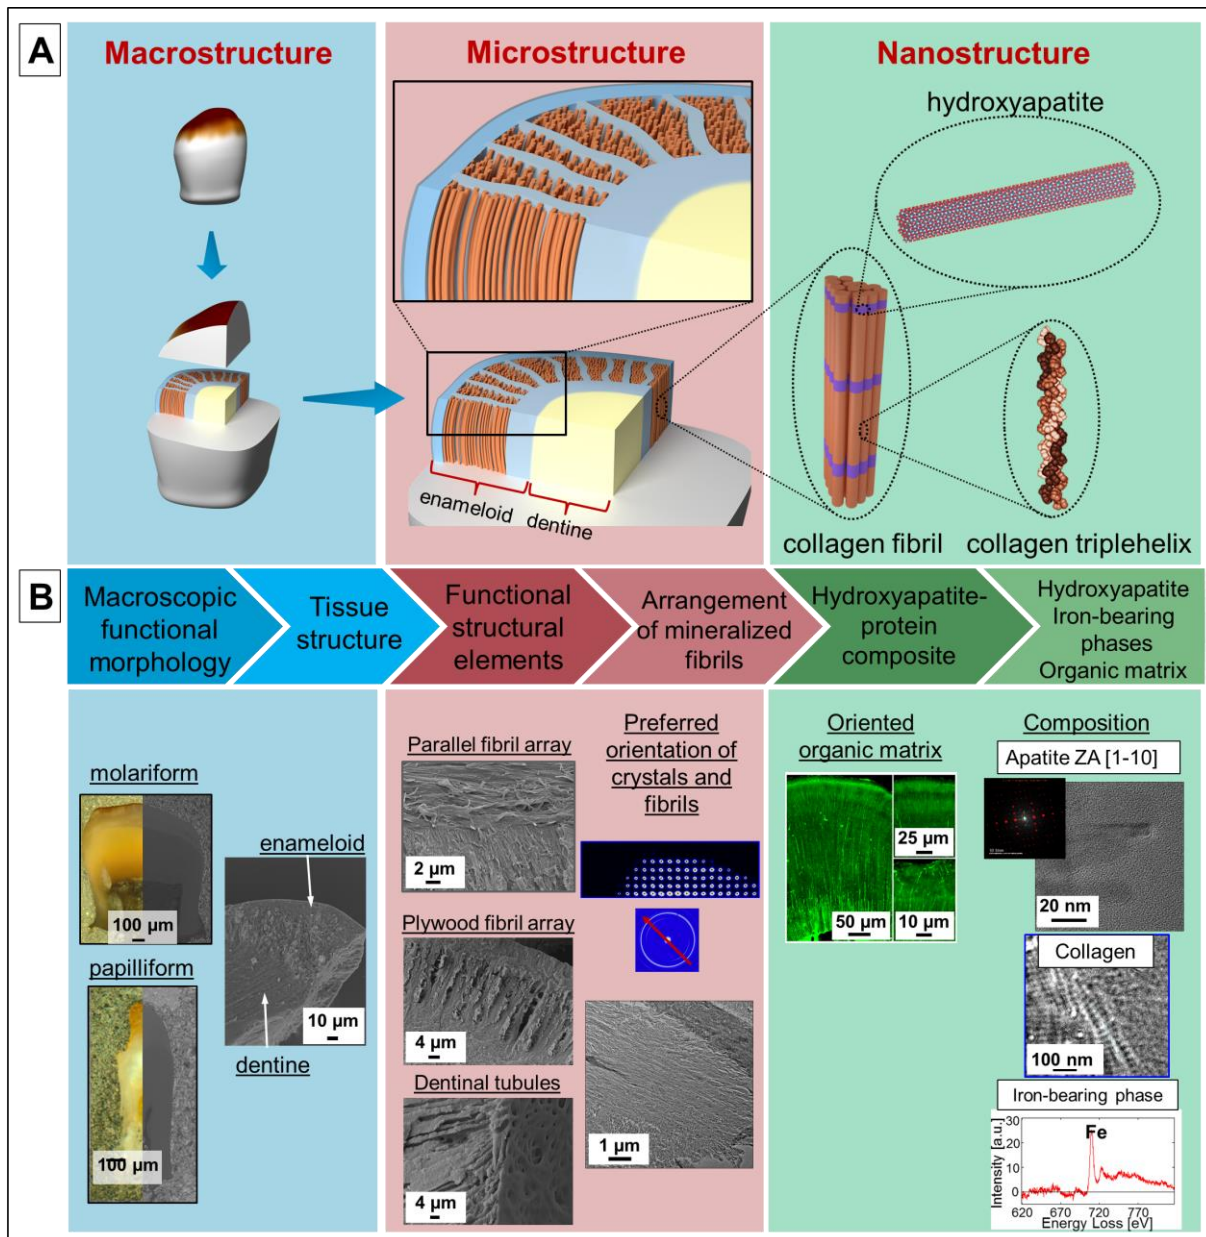 A
Macrostructure
Microstructure
Nanostructure
hydroxyapatite
enameloid
dentine
collagen fibril
collagen triplehelix
B
Macroscopic
functional
morphology
Tissue
structure
Functional
structural
elements
Arrangement
of mineralized
fibrils
Hydroxyapatite-
protein
composite
Hydroxyapatite
Iron-bearing
phases
Organic matrix
molariform
100 µm
papilliform
100 µm
enameloid
10 µm
dentine
Parallel fibril array
2 µm
Plywood fibril array
4 µm
Dentinal tubules
4 µm
Preferred
orientation of
crystals and
fibrils
1 µm
Oriented
organic matrix
50 µm
25 µm
10 µm
Composition
Apatite ZA [1-10]
20 nm
Collagen
100 nm
Iron-bearing phase
Intensity [a.u.]
30
20
10
0
Fe
620
670
720
770
Energy Loss [eV]